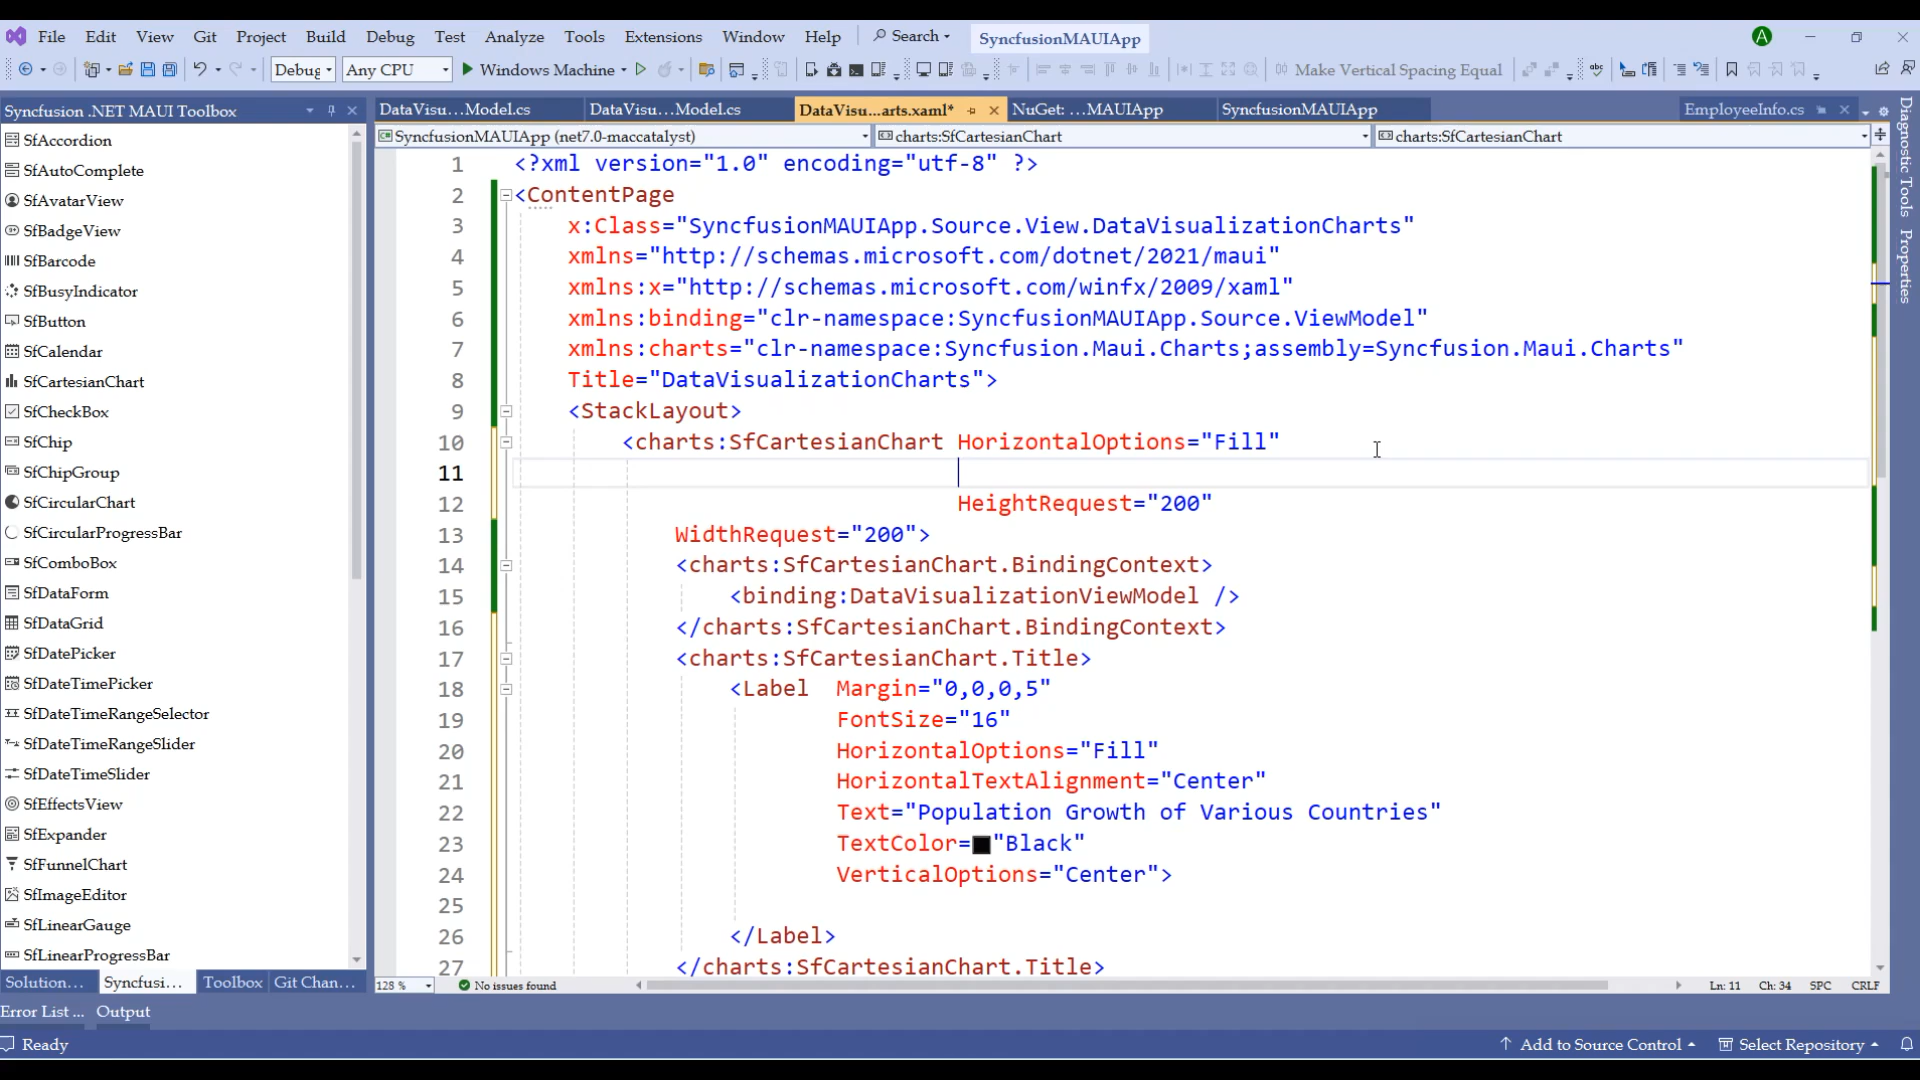 File Edit View Git Project Build Debug Test Analyze Tools Extensions Window Help Search SyncfusionMAUIApp A
Debug Any CPU Windows Machine Make Vertical Spacing Equal
Syncfusion .NET MAUI Toolbox
DataVisu...Model.cs DataVisu...Model.cs DataVisu...arts.xaml* NuGet: ...MAUIApp SyncfusionMAUIApp EmployeeInfo.cs
SyncfusionMAUIApp (net7.0-maccatalyst) charts:SfCartesianChart charts:SfCartesianChart
SfAccordion
SfAutoComplete
SfAvatarView
SfBadgeView
SfBarcode
SfBusyIndicator
SfButton
SfCalendar
SfCartesianChart
SfCheckBox
SfChip
SfChipGroup
SfCircularChart
SfCircularProgressBar
SfComboBox
SfDataForm
SfDataGrid
SfDatePicker
SfDateTimePicker
SfDateTimeRangeSelector
SfDateTimeRangeSlider
SfDateTimeSlider
SfEffectsView
SfExpander
SfFunnelChart
SfImageEditor
SfLinearGauge
SfLinearProgressBar
1 <?xml version="1.0" encoding="utf-8" ?>
2 <ContentPage
3 x:Class="SyncfusionMAUIApp.Source.View.DataVisualizationCharts"
4 xmlns="http://schemas.microsoft.com/dotnet/2021/maui"
5 xmlns:x="http://schemas.microsoft.com/winfx/2009/xaml"
6 xmlns:binding="clr-namespace:SyncfusionMAUIApp.Source.ViewModel"
7 xmlns:charts="clr-namespace:Syncfusion.Maui.Charts;assembly=Syncfusion.Maui.Charts"
8 Title="DataVisualizationCharts">
9 <StackLayout>
10 <charts:SfCartesianChart HorizontalOptions="Fill"
11
12 HeightRequest="200"
13 WidthRequest="200">
14 <charts:SfCartesianChart.BindingContext>
15 <binding:DataVisualizationViewModel />
16 </charts:SfCartesianChart.BindingContext>
17 <charts:SfCartesianChart.Title>
18 <Label Margin="0,0,0,5"
19 FontSize="16"
20 HorizontalOptions="Fill"
21 HorizontalTextAlignment="Center"
22 Text="Population Growth of Various Countries"
23 TextColor="Black"
24 VerticalOptions="Center">
25
26 </Label>
27 </charts:SfCartesianChart.Title>
Diagnostic Tools
Properties
Solution... Syncfusi... Toolbox Git Chan...
128 % No issues found Ln: 11 Ch: 34 SPC CRLF
Error List ... Output
Ready Add to Source Control Select Repository